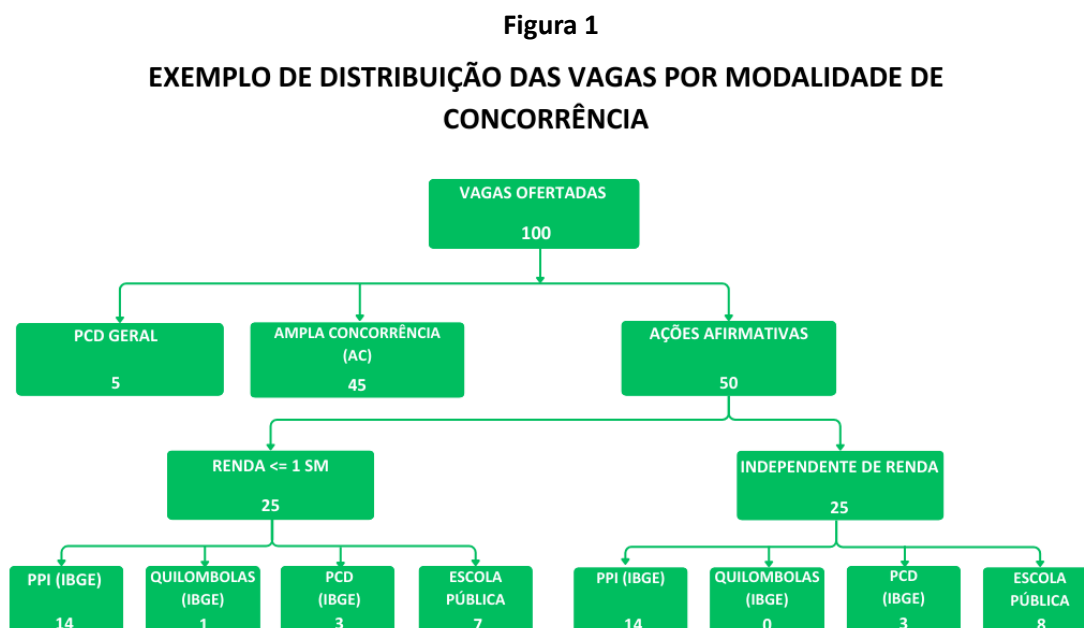 Figura 1
EXEMPLO DE DISTRIBUIÇÃO DAS VAGAS POR MODALIDADE DE
CONCORRÊNCIA
VAGAS OFERTADAS
100
PCD GERAL
5
AMPLA CONCORRÊNCIA
(AC)
45
AÇÕES AFIRMATIVAS
50
RENDA <= 1 SM
25
INDEPENDENTE DE RENDA
25
PPI (IBGE)
14
QUILOMBOLAS
(IBGE)
1
PCD
(IBGE)
3
ESCOLA
PÚBLICA
7
PPI (IBGE)
14
QUILOMBOLAS
(IBGE)
0
PCD
(IBGE)
3
ESCOLA
PÚBLICA
8